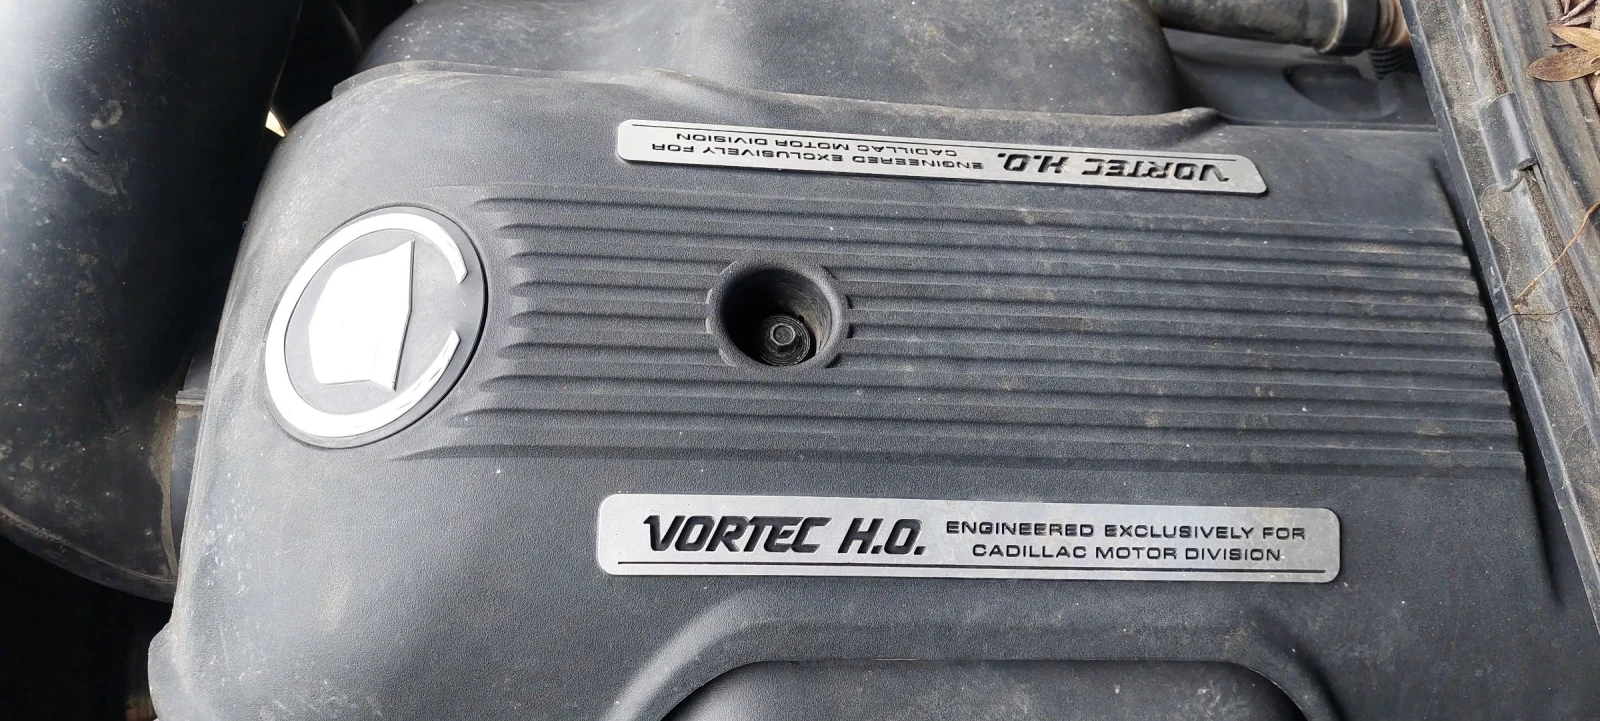 VORTEC H.O.
ENGINEERED EXCLUSIVELY FOR
CADILLAC MOTOR DIVISION
VORTEC H.O.
ENGINEERED EXCLUSIVELY FOR
CADILLAC MOTOR DIVISION